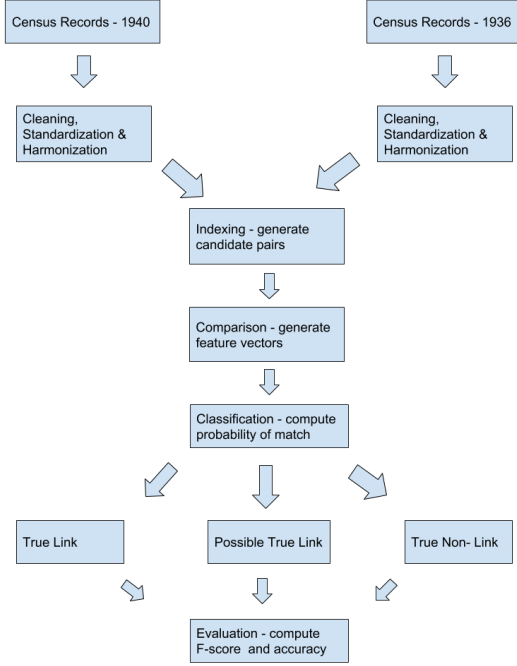 Census Records - 1940
Census Records - 1936
Cleaning,
Standardization &
Harmonization
Cleaning,
Standardization &
Harmonization
Indexing - generate
candidate pairs
Comparison - generate
feature vectors
Classification - compute
probability of match
True Link
Possible True Link
True Non- Link
Evaluation - compute
F-score and accuracy